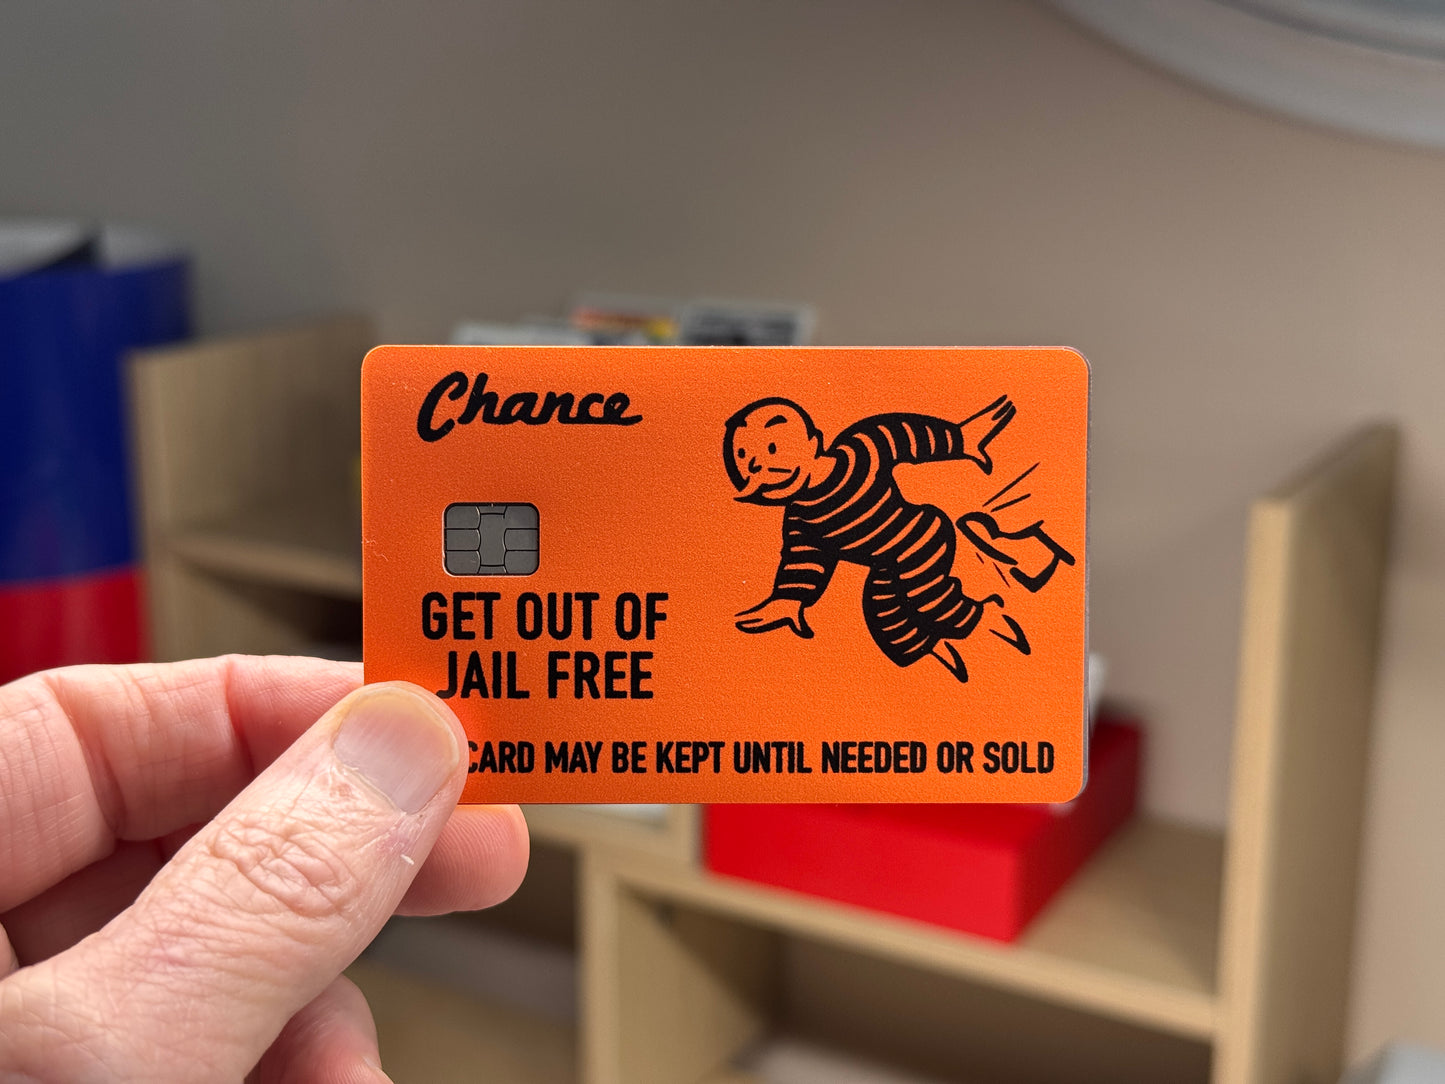 Chance
GET OUT OF
JAIL FREE
CARD MAY BE KEPT UNTIL NEEDED OR SOLD